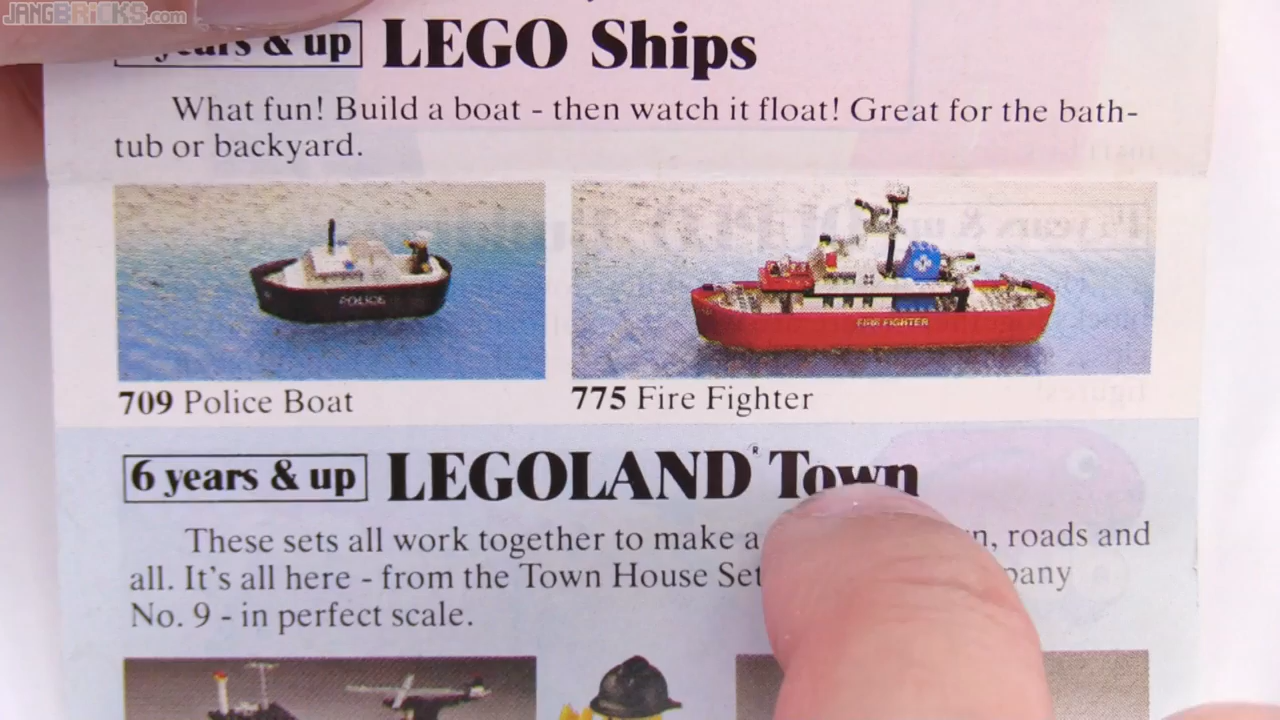 JANGBRiCKS.com
years & up LEGO Ships
What fun! Build a boat - then watch it float! Great for the bath-
tub or backyard.
POLICE
FIRE FIGHTER
709 Police Boat
775 Fire Fighter
6 years & up LEGOLAND® Town
These sets all work together to make a roads and
all. It's all here - from the Town House Set
No. 9 - in perfect scale.